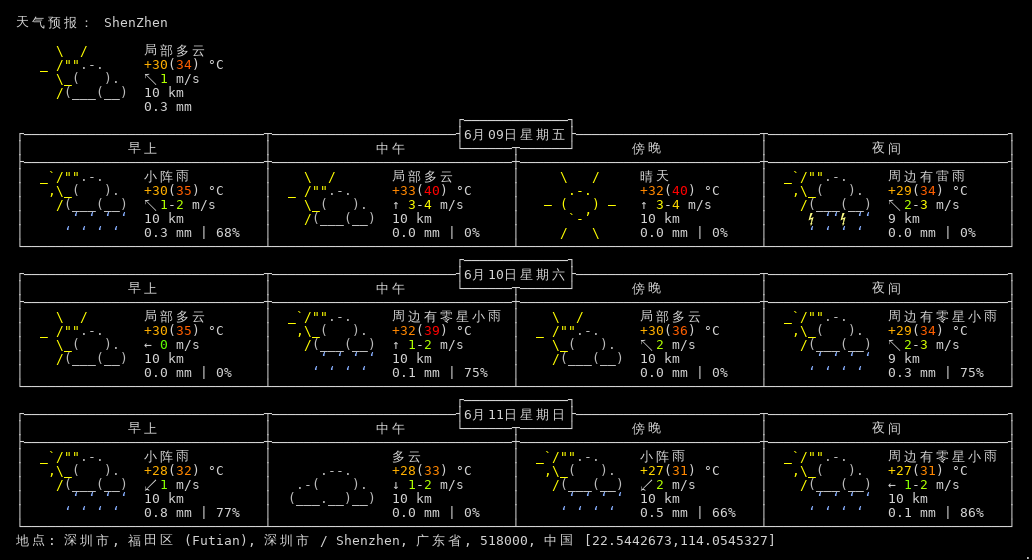 天气预报： ShenZhen
局部多云
+30(34) °C
↖ 1 m/s
10 km
0.3 mm
6月09日星期五
早上 中午 傍晚 夜间
小阵雨 局部多云 晴天 周边有雷雨
+30(35) °C +33(40) °C +32(40) °C +29(34) °C
↖ 1-2 m/s ↑ 3-4 m/s ↑ 3-4 m/s ↖ 2-3 m/s
10 km 10 km 10 km 9 km
0.3 mm | 68% 0.0 mm | 0% 0.0 mm | 0% 0.0 mm | 0%
6月10日星期六
早上 中午 傍晚 夜间
局部多云 周边有零星小雨 局部多云 周边有零星小雨
+30(35) °C +32(39) °C +30(36) °C +29(34) °C
← 0 m/s ↑ 1-2 m/s ↖ 2 m/s ↖ 2-3 m/s
10 km 10 km 10 km 9 km
0.0 mm | 0% 0.1 mm | 75% 0.0 mm | 0% 0.3 mm | 75%
6月11日星期日
早上 中午 傍晚 夜间
小阵雨 多云 小阵雨 周边有零星小雨
+28(32) °C +28(33) °C +27(31) °C +27(31) °C
↙ 1 m/s ↓ 1-2 m/s ↙ 2 m/s ← 1-2 m/s
10 km 10 km 10 km 10 km
0.8 mm | 77% 0.0 mm | 0% 0.5 mm | 66% 0.1 mm | 86%
地点: 深圳市, 福田区 (Futian), 深圳市 / Shenzhen, 广东省, 518000, 中国 [22.5442673,114.0545327]